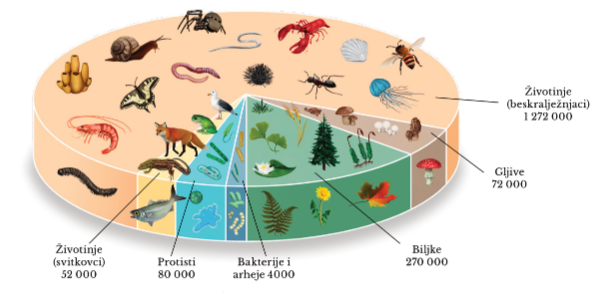 Životinje
(beskralježnjaci)
1 272 000
Gljive
72 000
Biljke
270 000
Bakterije i
arheje 4000
Protisti
80 000
Životinje
(svitkovci)
52 000